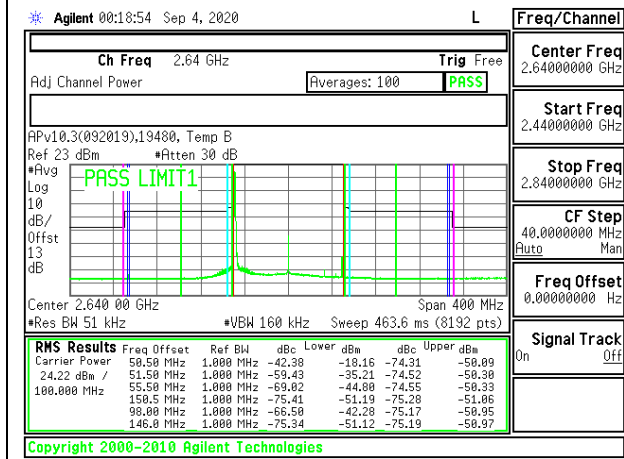 Agilent 00:18:54 Sep 4, 2020 L
Freq/Channel
Ch Freq 2.64 GHz Trig Free
Adj Channel Power Averages: 100 PASS
Center Freq
2.64000000 GHz
Start Freq
2.44000000 GHz
APv10.3(092019),19480, Temp B
Ref 23 dBm #Atten 30 dB
#Avg
Log
10
dB/
Offst
13
dB
PASS LIMIT1
Stop Freq
2.84000000 GHz
CF Step
40.0000000 MHz
Auto Man
Freq Offset
0.00000000 Hz
Center 2.640 00 GHz Span 400 MHz
#Res BW 51 kHz #VBW 160 kHz Sweep 463.6 ms (8192 pts)
Signal Track
On Off
RMS Results Freq Offset Ref BW dBc Lower dBm dBc Upper dBm
Carrier Power 50.50 MHz 1.000 MHz -42.38 -18.16 -74.31 -50.09
24.22 dBm / 51.50 MHz 1.000 MHz -59.43 -35.21 -74.52 -50.30
100.000 MHz 55.50 MHz 1.000 MHz -69.02 -44.80 -74.55 -50.33
150.5 MHz 1.000 MHz -75.41 -51.19 -75.28 -51.06
98.00 MHz 1.000 MHz -66.50 -42.28 -75.17 -50.95
146.0 MHz 1.000 MHz -75.34 -51.12 -75.19 -50.97
Copyright 2000-2010 Agilent Technologies